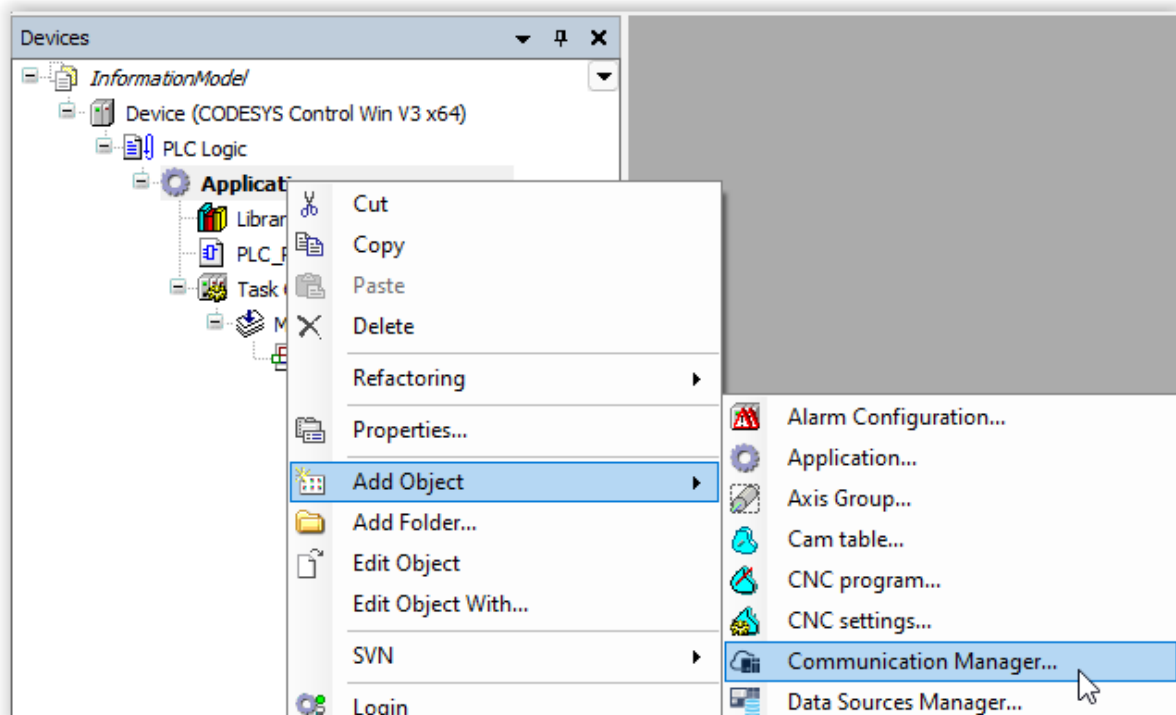 Devices
InformationModel
Device (CODESYS Control Win V3 x64)
PLC Logic
Applicati
Librar
PLC_P
Task
M
Cut
Copy
Paste
Delete
Refactoring
Properties...
Add Object
Add Folder...
Edit Object
Edit Object With...
SVN
Login
Alarm Configuration...
Application...
Axis Group...
Cam table...
CNC program...
CNC settings...
Communication Manager...
Data Sources Manager...